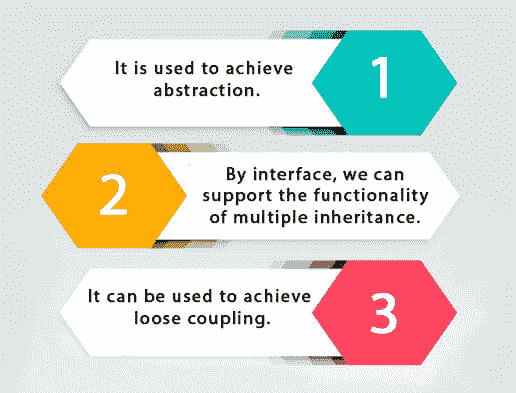 It is used to achieve
abstraction.
1
2
By interface, we can
support the functionality
of multiple inheritance.
It can be used to achieve
loose coupling.
3